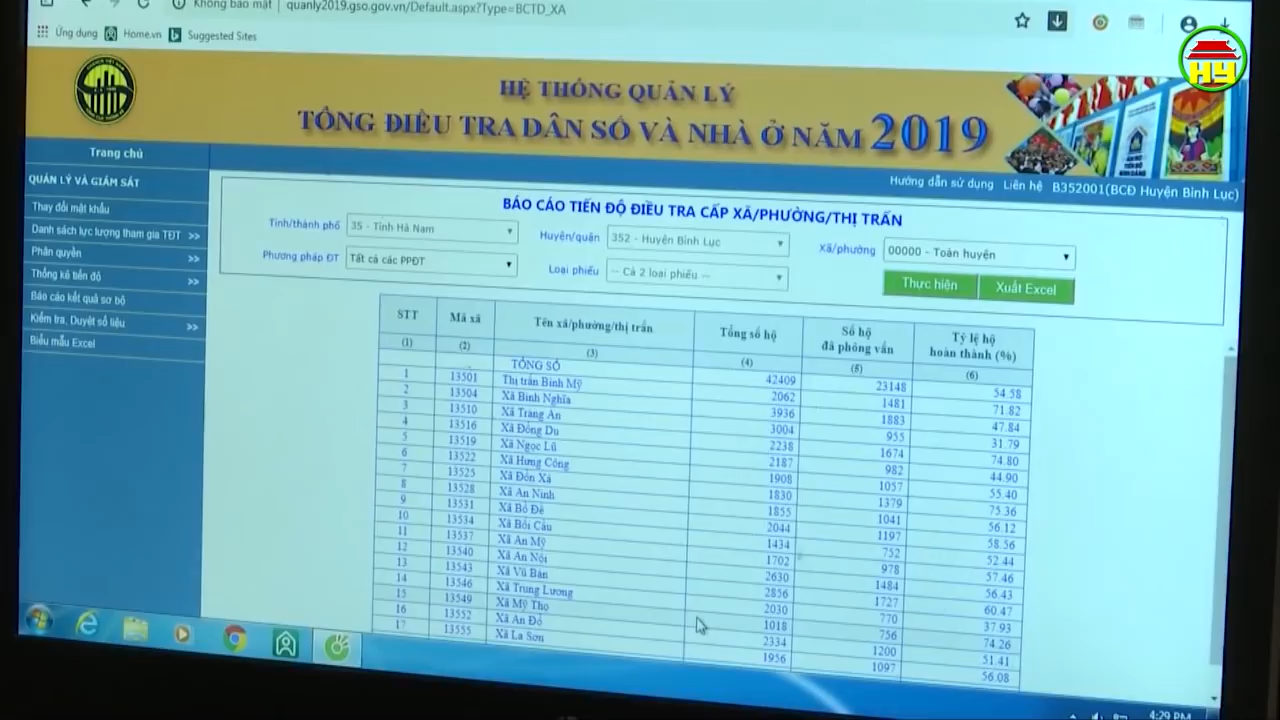 Không bảo mật | quanly2019.gso.gov.vn/Default.aspx?Type=BCTD_XA
Ứng dụng Home.vn Suggested Sites
HY
HỆ THỐNG QUẢN LÝ
TỔNG ĐIỀU TRA DÂN SỐ VÀ NHÀ Ở NĂM 2019
Trang chủ
Hướng dẫn sử dụng Liên hệ B352001(BCĐ Huyện Bình Lục)
QUẢN LÝ VÀ GIÁM SÁT
Thay đổi mật khẩu
Danh sách lực lượng tham gia TĐT >>
Phân quyền >>
Thống kê tiến độ >>
Báo cáo kết quả sơ bộ
Kiểm tra, Duyệt số liệu >>
Biểu mẫu Excel
BÁO CÁO TIẾN ĐỘ ĐIỀU TRA CẤP XÃ/PHƯỜNG/THỊ TRẤN
Tỉnh/thành phố 35 - Tỉnh Hà Nam Huyện/quận 352 - Huyện Bình Lục Xã/phường 00000 - Toàn huyện
Phương pháp ĐT Tất cả các PPĐT Loại phiếu -- Cả 2 loại phiếu -- Thực hiện Xuất Excel
STT Mã xã Tên xã/phường/thị trấn Tổng số hộ Số hộ đã phỏng vấn Tỷ lệ hộ hoàn thành (%)
(1) (2) (3) (4) (5) (6)
TỔNG SỐ 42409 23148 54.58
1 13501 Thị trấn Bình Mỹ 2062 1481 71.82
2 13504 Xã Bình Nghĩa 3936 1883 47.84
3 13510 Xã Tràng An 3004 955 31.79
4 13516 Xã Đồng Du 2238 1674 74.80
5 13519 Xã Ngọc Lũ 2187 982 44.90
6 13522 Xã Hưng Công 1908 1057 55.40
7 13525 Xã Đồn Xá 1830 1379 75.36
8 13528 Xã An Ninh 1855 1041 56.12
9 13531 Xã Bồ Đề 2044 1197 58.56
10 13534 Xã Bối Cầu 1434 752 52.44
11 13537 Xã An Mỹ 1702 978 57.46
12 13540 Xã An Nội 2630 1484 56.43
13 13543 Xã Vũ Bản 2856 1727 60.47
14 13546 Xã Trung Lương 2030 770 37.93
15 13549 Xã Mỹ Thọ 1018 756 74.26
16 13552 Xã An Đổ 2334 1200 51.41
17 13555 Xã La Sơn 1956 1097 56.08
4:29 PM